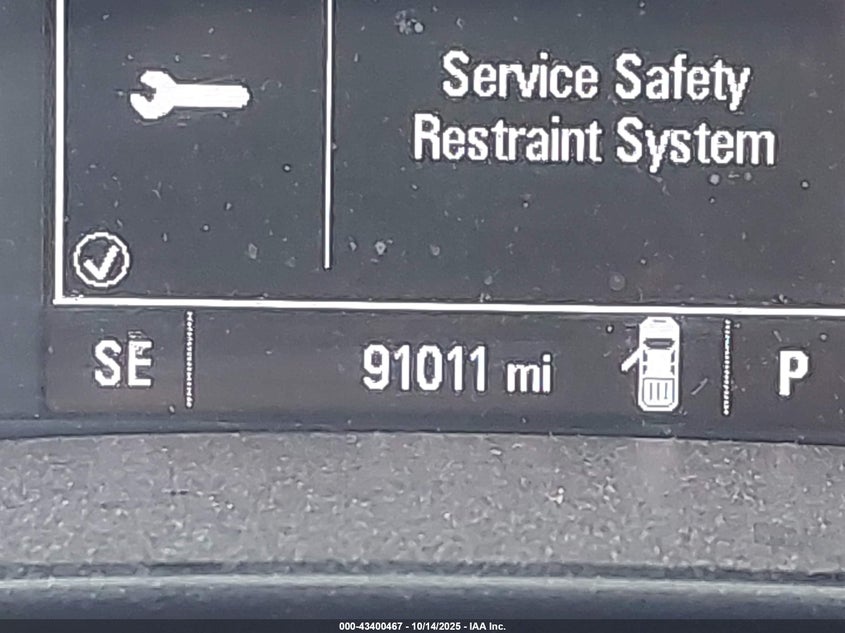 Service Safety
Restraint System
SE
91011 mi
P
000-43400467 - 10/14/2025 - IAA Inc.